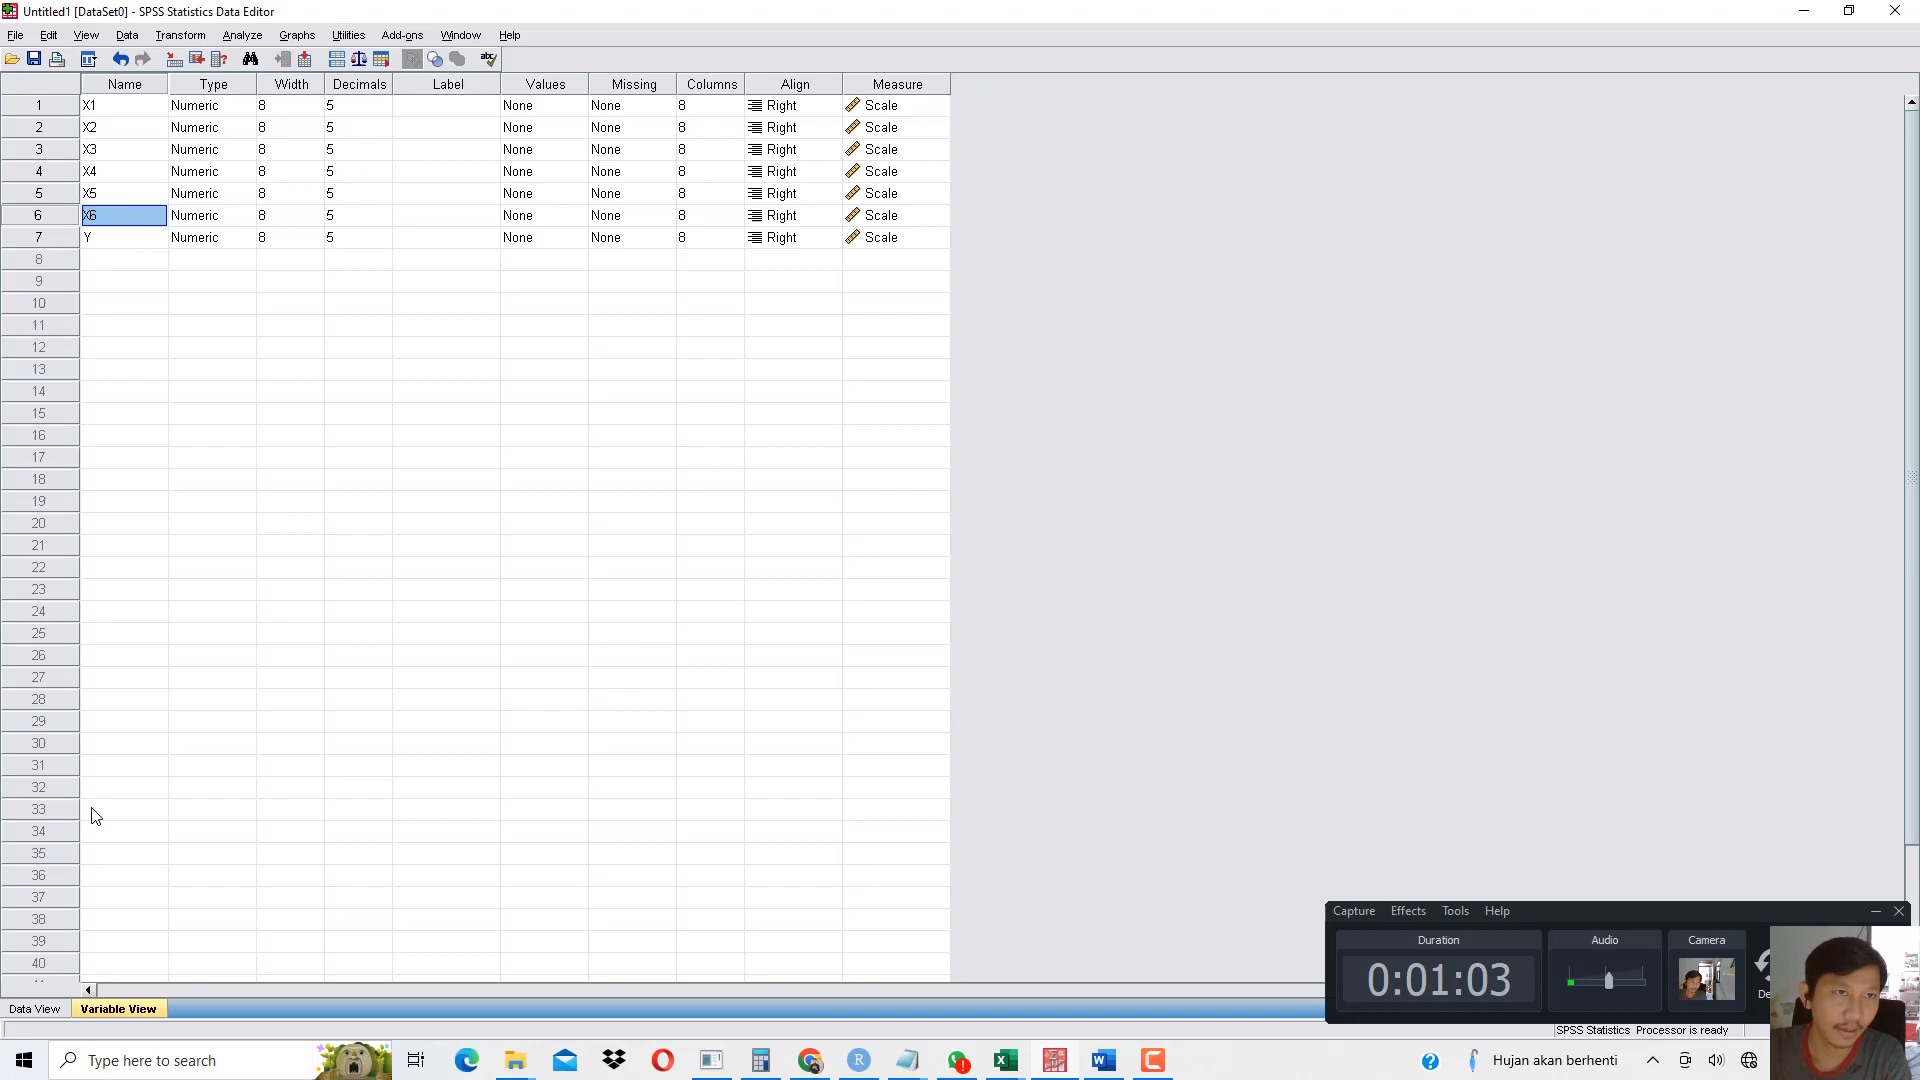 Untitled1 [DataSet0] - SPSS Statistics Data Editor
File Edit View Data Transform Analyze Graphs Utilities Add-ons Window Help
Name Type Width Decimals Label Values Missing Columns Align Measure
1 X1 Numeric 8 5 None None 8 Right Scale
2 X2 Numeric 8 5 None None 8 Right Scale
3 X3 Numeric 8 5 None None 8 Right Scale
4 X4 Numeric 8 5 None None 8 Right Scale
5 X5 Numeric 8 5 None None 8 Right Scale
6 X6 Numeric 8 5 None None 8 Right Scale
7 Y Numeric 8 5 None None 8 Right Scale
8
9
10
11
12
13
14
15
16
17
18
19
20
21
22
23
24
25
26
27
28
29
30
31
32
33
34
35
36
37
38
39
40
Capture Effects Tools Help
Duration Audio Camera
0:01:03
Data View Variable View
SPSS Statistics Processor is ready
Type here to search
Hujan akan berhenti